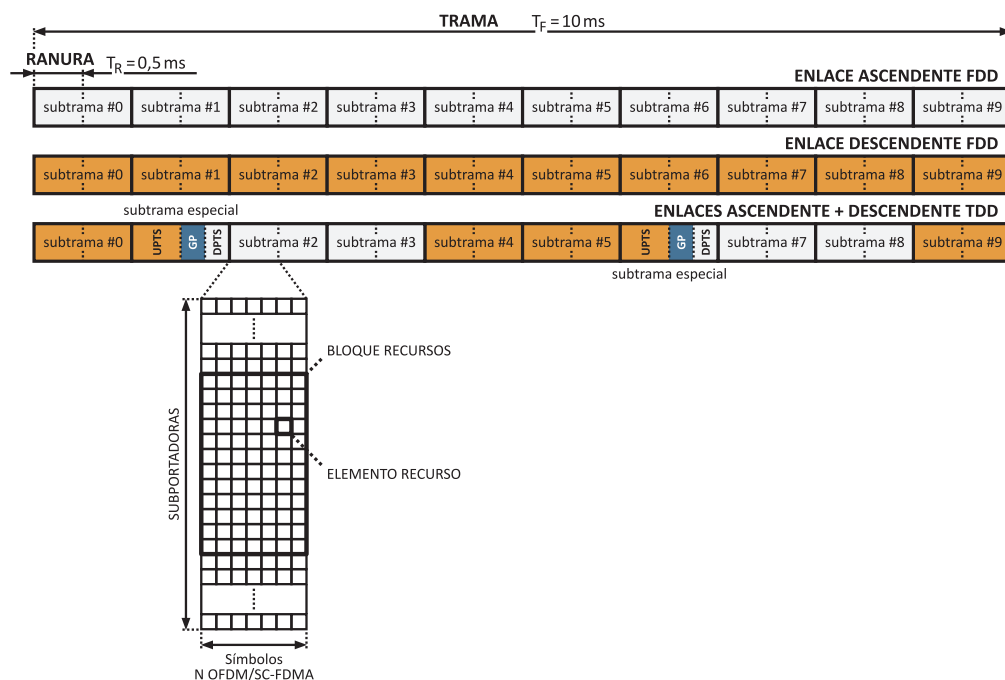 TRAMA T_F = 10 ms
RANURA T_R = 0,5 ms
ENLACE ASCENDENTE FDD
subtrama #0 subtrama #1 subtrama #2 subtrama #3 subtrama #4 subtrama #5 subtrama #6 subtrama #7 subtrama #8 subtrama #9
ENLACE DESCENDENTE FDD
subtrama #0 subtrama #1 subtrama #2 subtrama #3 subtrama #4 subtrama #5 subtrama #6 subtrama #7 subtrama #8 subtrama #9
subtrama especial
ENLACES ASCENDENTE + DESCENDENTE TDD
subtrama #0 UPTS GP DPTS subtrama #2 subtrama #3 subtrama #4 subtrama #5 UPTS GP DPTS subtrama #7 subtrama #8 subtrama #9
subtrama especial
BLOQUE RECURSOS
SUBPORTADORAS
ELEMENTO RECURSO
Símbolos
N OFDM/SC-FDMA